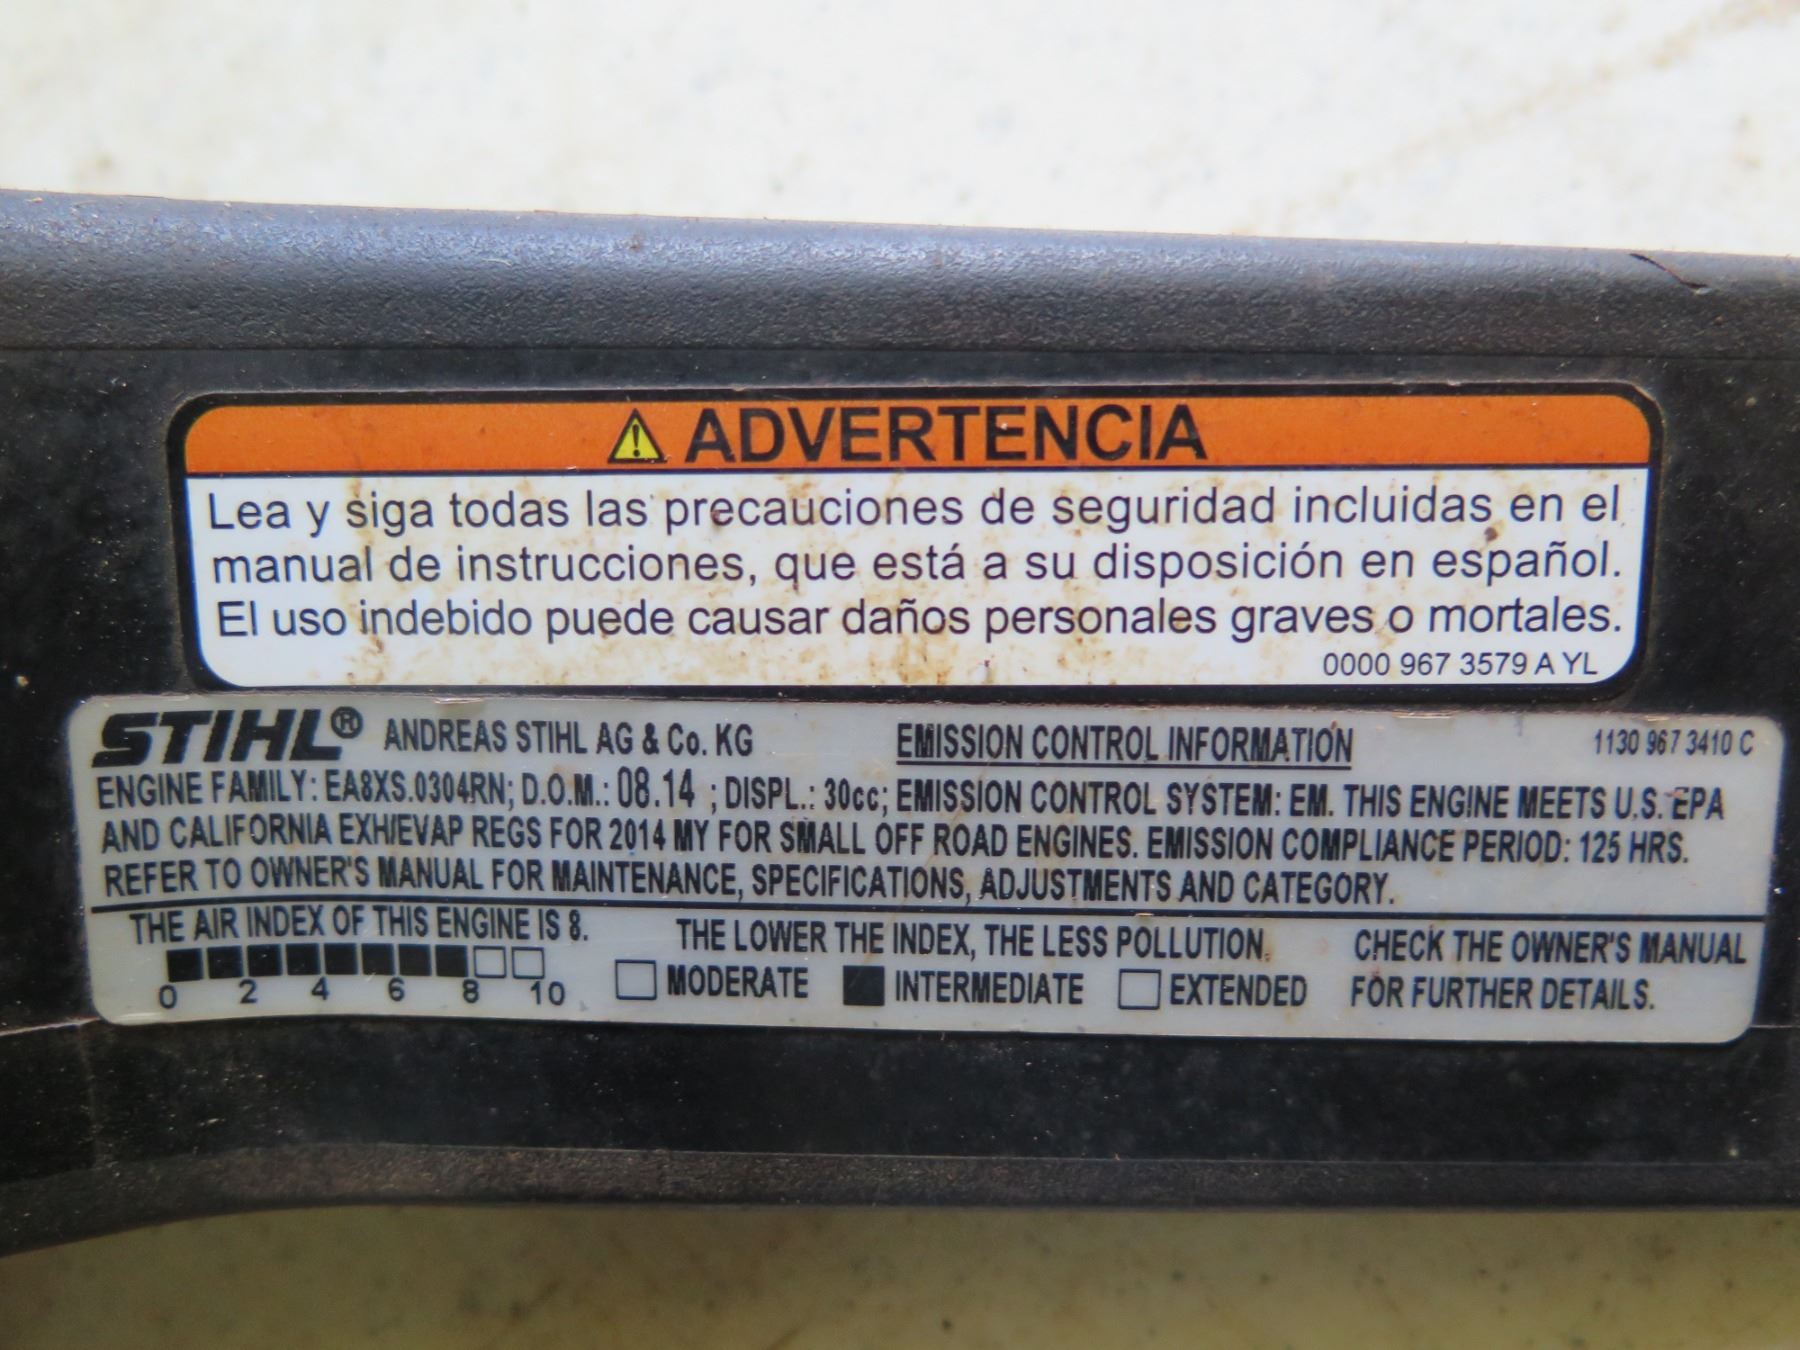 ADVERTENCIA
Lea y siga todas las precauciones de seguridad incluidas en el
manual de instrucciones, que está a su disposición en español.
El uso indebido puede causar daños personales graves o mortales.
0000 967 3579 A YL
STIHL® ANDREAS STIHL AG & Co. KG EMISSION CONTROL INFORMATION 1130 967 3410 C
ENGINE FAMILY: EA8XS.0304RN; D.O.M.: 08.14 ; DISPL.: 30cc; EMISSION CONTROL SYSTEM: EM. THIS ENGINE MEETS U.S. EPA
AND CALIFORNIA EXH/EVAP REGS FOR 2014 MY FOR SMALL OFF ROAD ENGINES. EMISSION COMPLIANCE PERIOD: 125 HRS.
REFER TO OWNER'S MANUAL FOR MAINTENANCE, SPECIFICATIONS, ADJUSTMENTS AND CATEGORY.
THE AIR INDEX OF THIS ENGINE IS 8. THE LOWER THE INDEX, THE LESS POLLUTION. CHECK THE OWNER'S MANUAL
0 2 4 6 8 10 MODERATE INTERMEDIATE EXTENDED FOR FURTHER DETAILS.